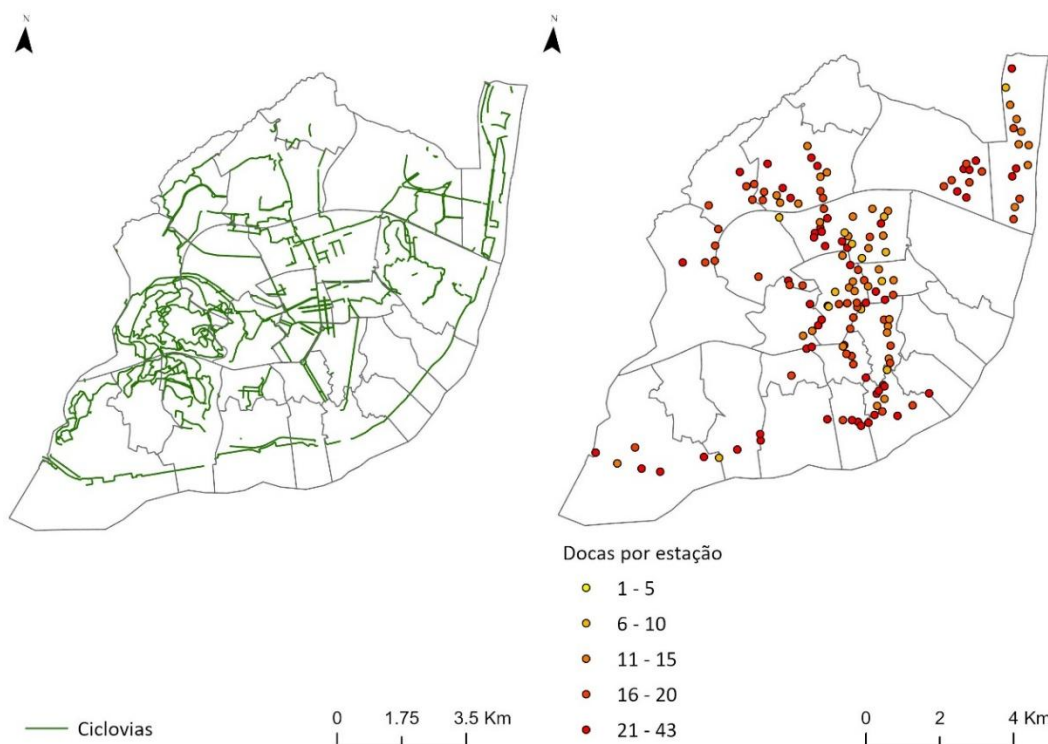 N
N
Docas por estação
1 - 5
6 - 10
11 - 15
16 - 20
21 - 43
Ciclovias
0 1.75 3.5 Km
0 2 4 Km